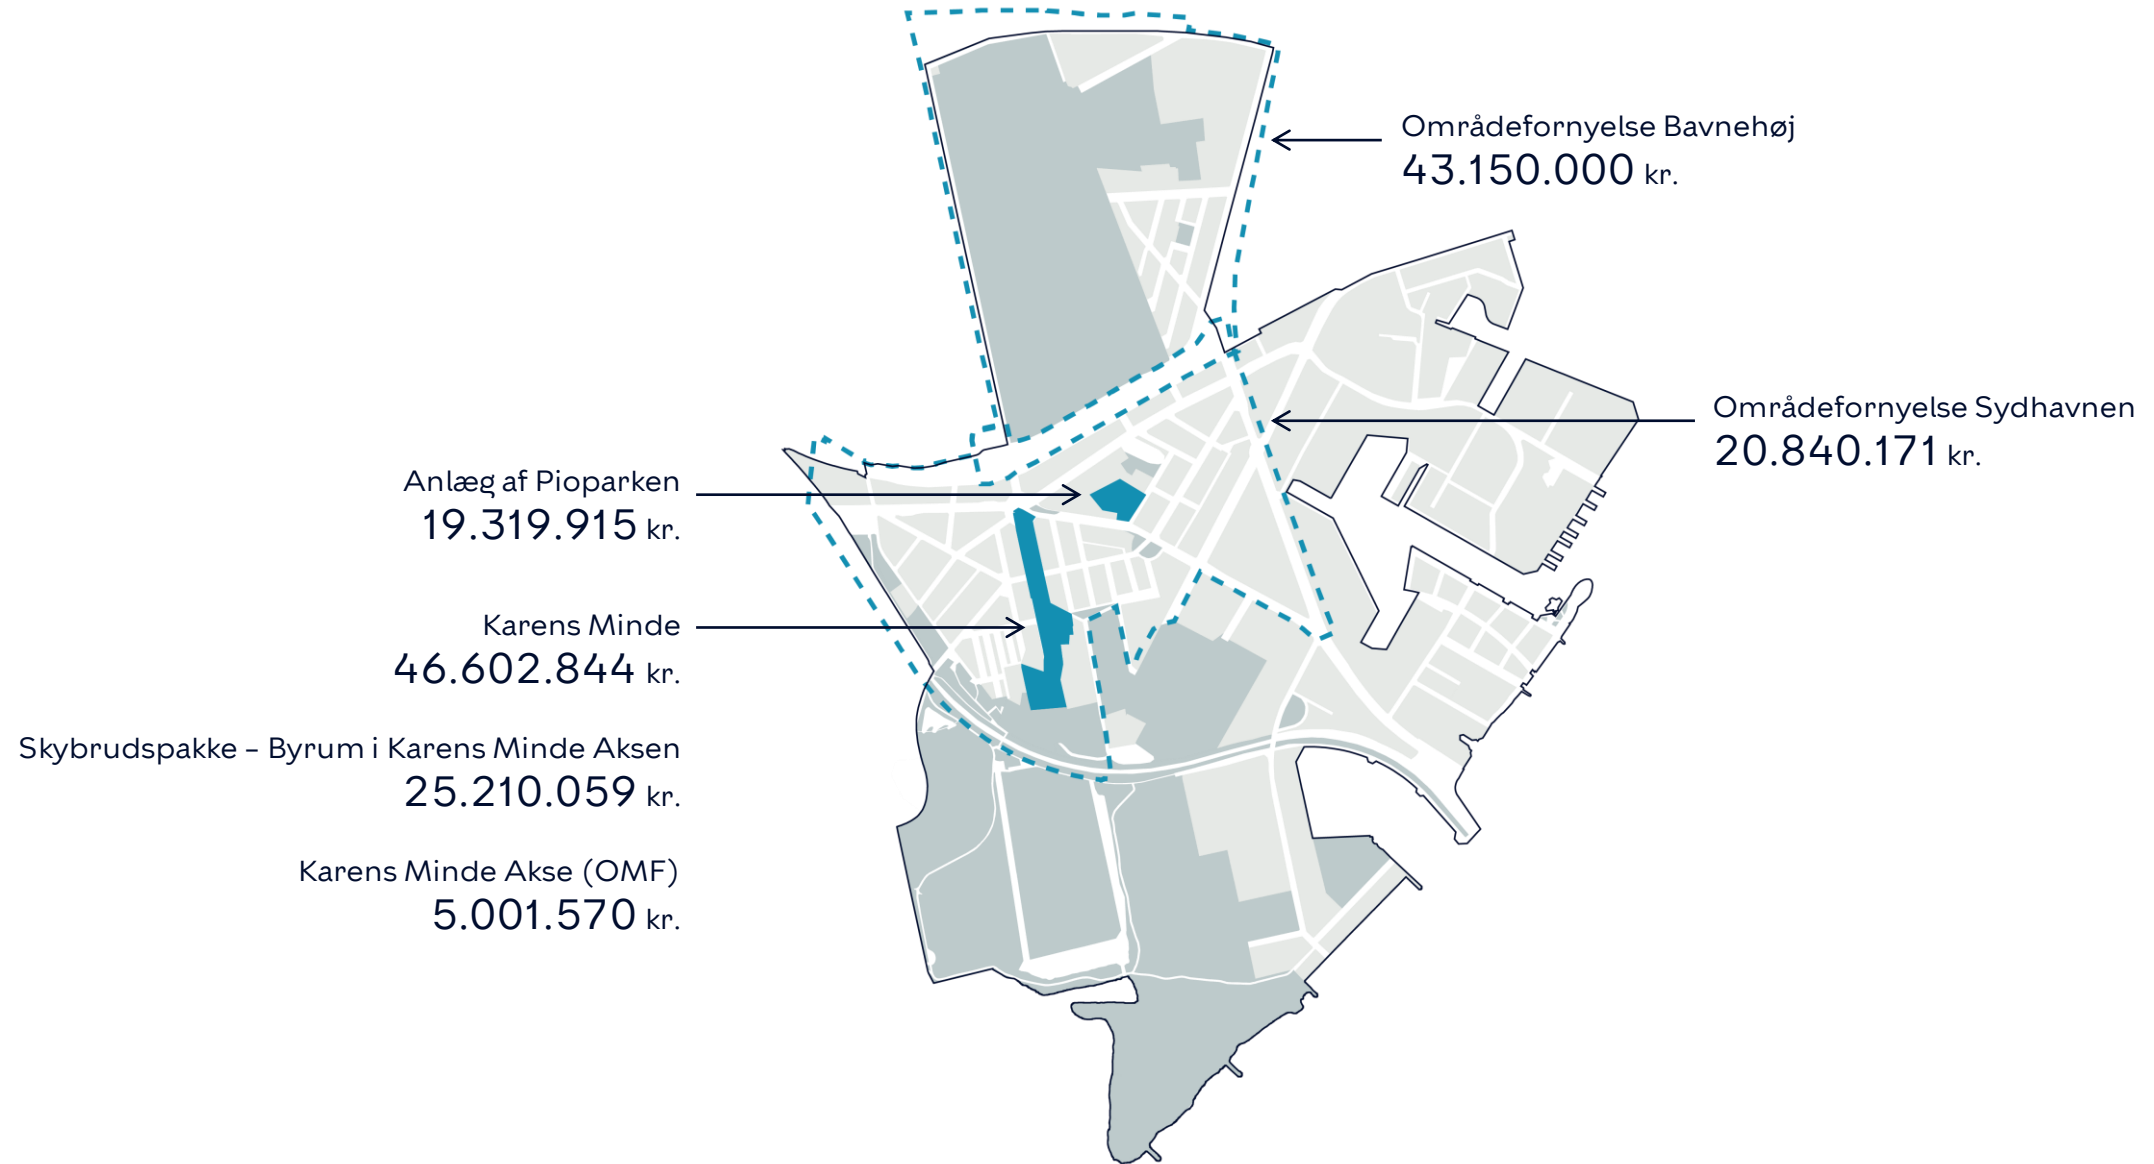 Områdefornyelse Bavnehøj
43.150.000 kr.
Områdefornyelse Sydhavnen
20.840.171 kr.
Anlæg af Pioparken
19.319.915 kr.
Karens Minde
46.602.844 kr.
Skybrudspakke – Byrum i Karens Minde Aksen
25.210.059 kr.
Karens Minde Akse (OMF)
5.001.570 kr.